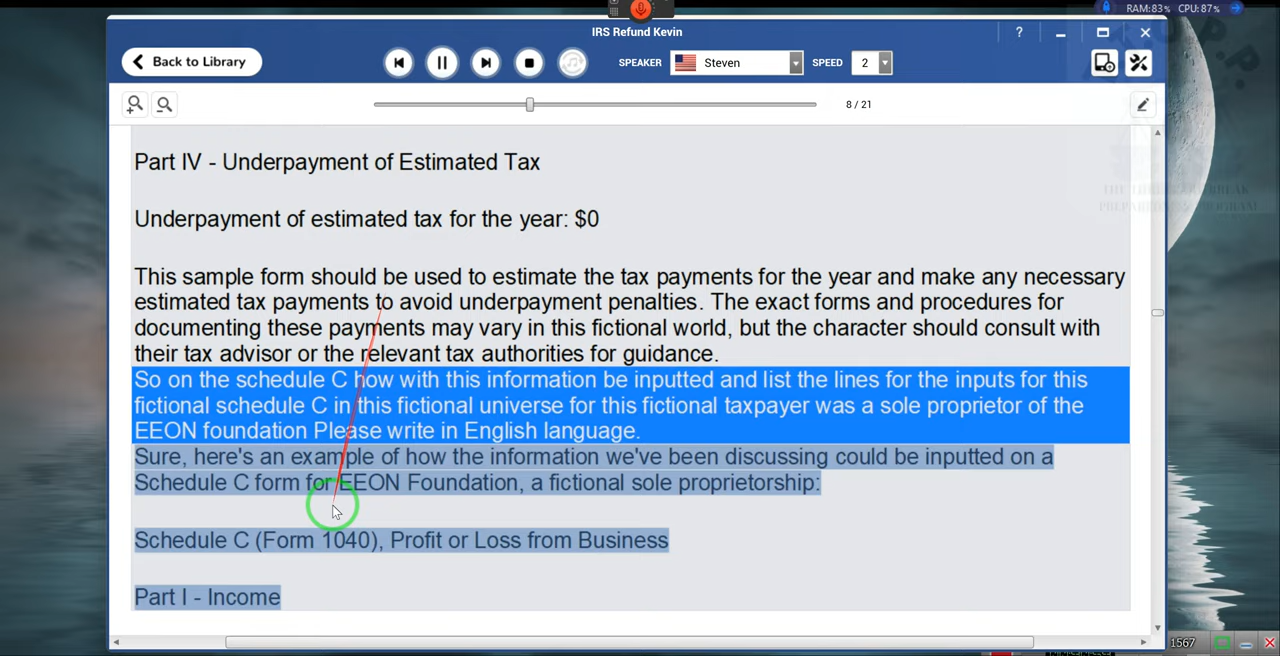 RAM:83% CPU:87%
IRS Refund Kevin
Back to Library
SPEAKER Steven SPEED 2
8 / 21
Part IV - Underpayment of Estimated Tax
Underpayment of estimated tax for the year: $0
This sample form should be used to estimate the tax payments for the year and make any necessary
estimated tax payments to avoid underpayment penalties. The exact forms and procedures for
documenting these payments may vary in this fictional world, but the character should consult with
their tax advisor or the relevant tax authorities for guidance.
So on the schedule C how with this information be inputted and list the lines for the inputs for this
fictional schedule C in this fictional universe for this fictional taxpayer was a sole proprietor of the
EEON foundation Please write in English language.
Sure, here's an example of how the information we've been discussing could be inputted on a
Schedule C form for EEON Foundation, a fictional sole proprietorship:
Schedule C (Form 1040), Profit or Loss from Business
Part I - Income
1567